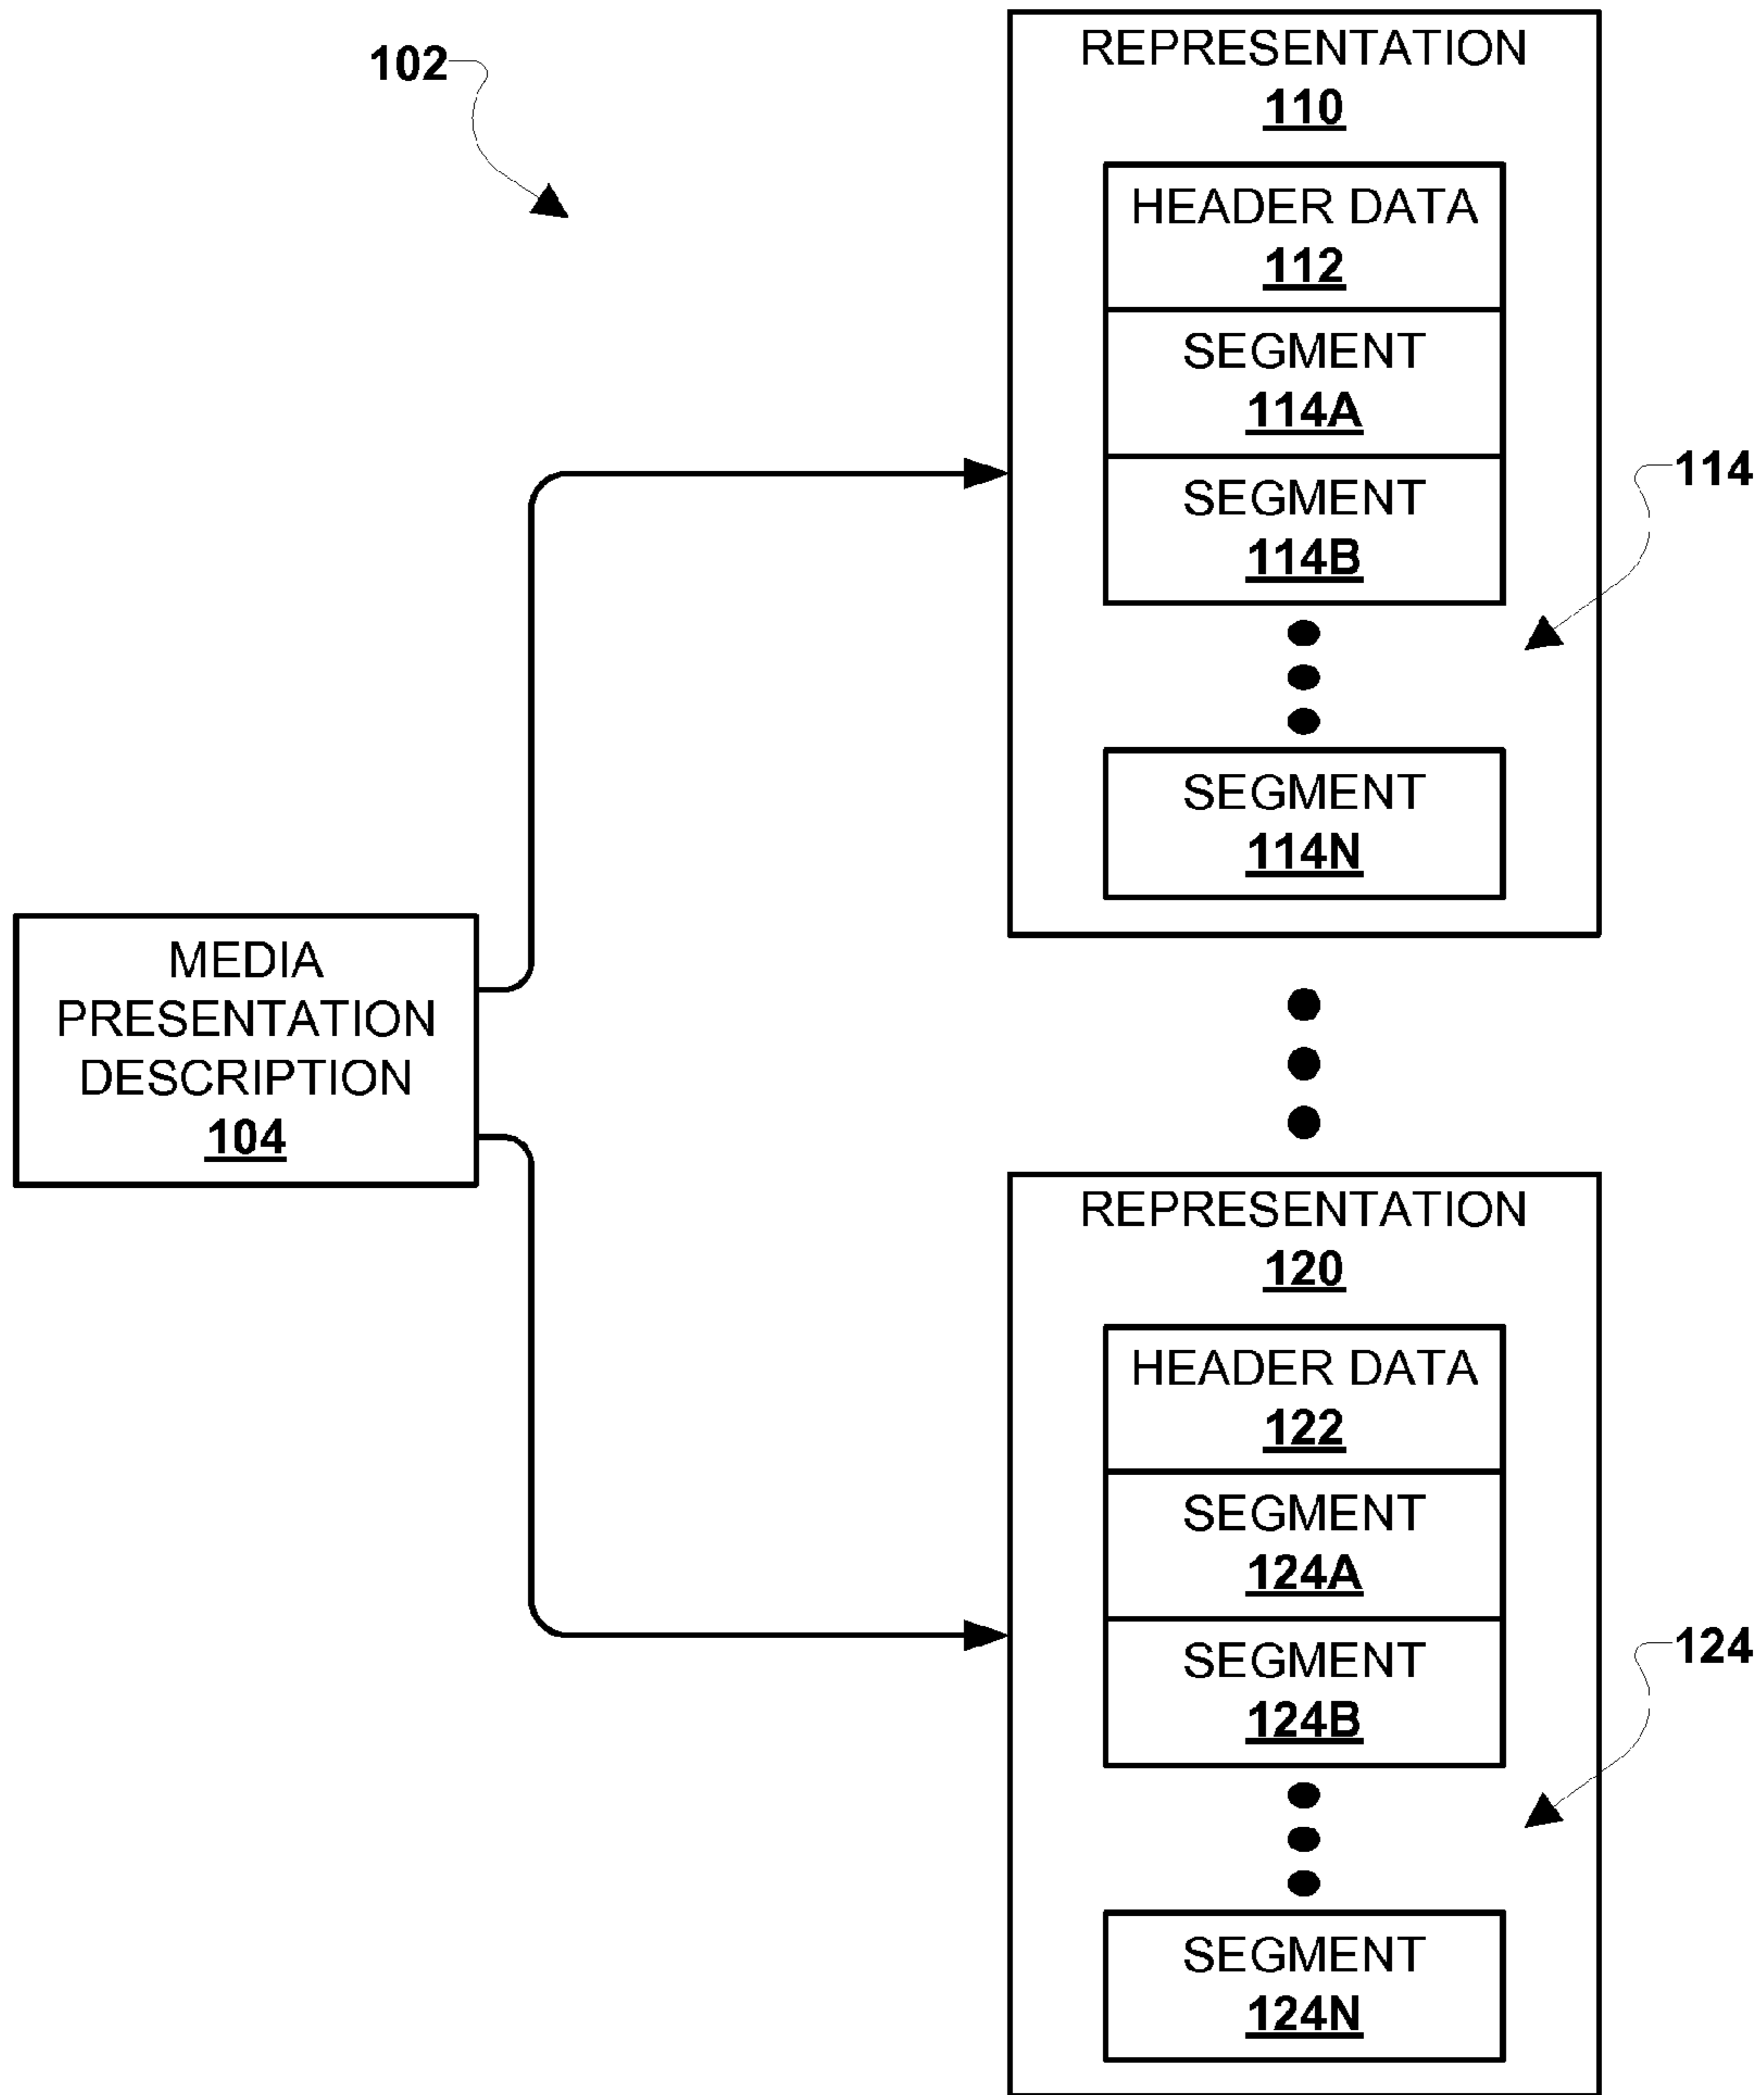 102
REPRESENTATION
110
HEADER DATA
112
SEGMENT
114A
SEGMENT
114B
114
SEGMENT
114N
MEDIA
PRESENTATION
DESCRIPTION
104
REPRESENTATION
120
HEADER DATA
122
SEGMENT
124A
SEGMENT
124B
124
SEGMENT
124N